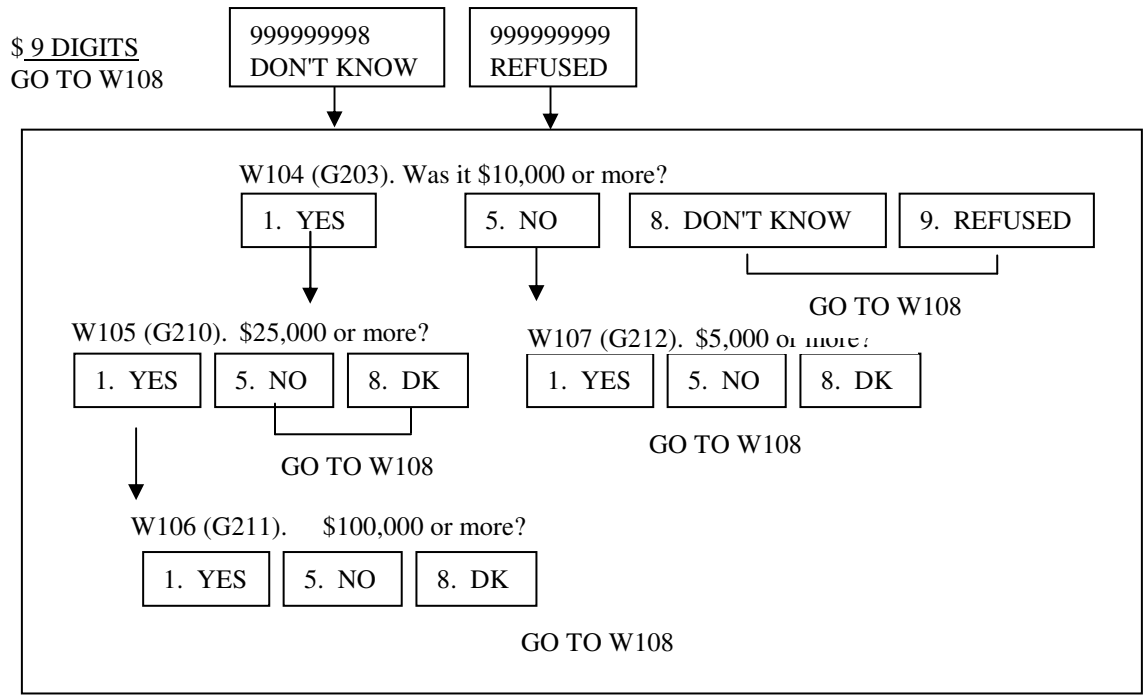 $ 9 DIGITS
GO TO W108
999999998
DON'T KNOW
999999999
REFUSED
W104 (G203). Was it $10,000 or more?
1. YES
5. NO
8. DON'T KNOW
9. REFUSED
GO TO W108
W105 (G210). $25,000 or more?
1. YES
5. NO
8. DK
GO TO W108
W107 (G212). $5,000 or more?
1. YES
5. NO
8. DK
GO TO W108
W106 (G211). $100,000 or more?
1. YES
5. NO
8. DK
GO TO W108